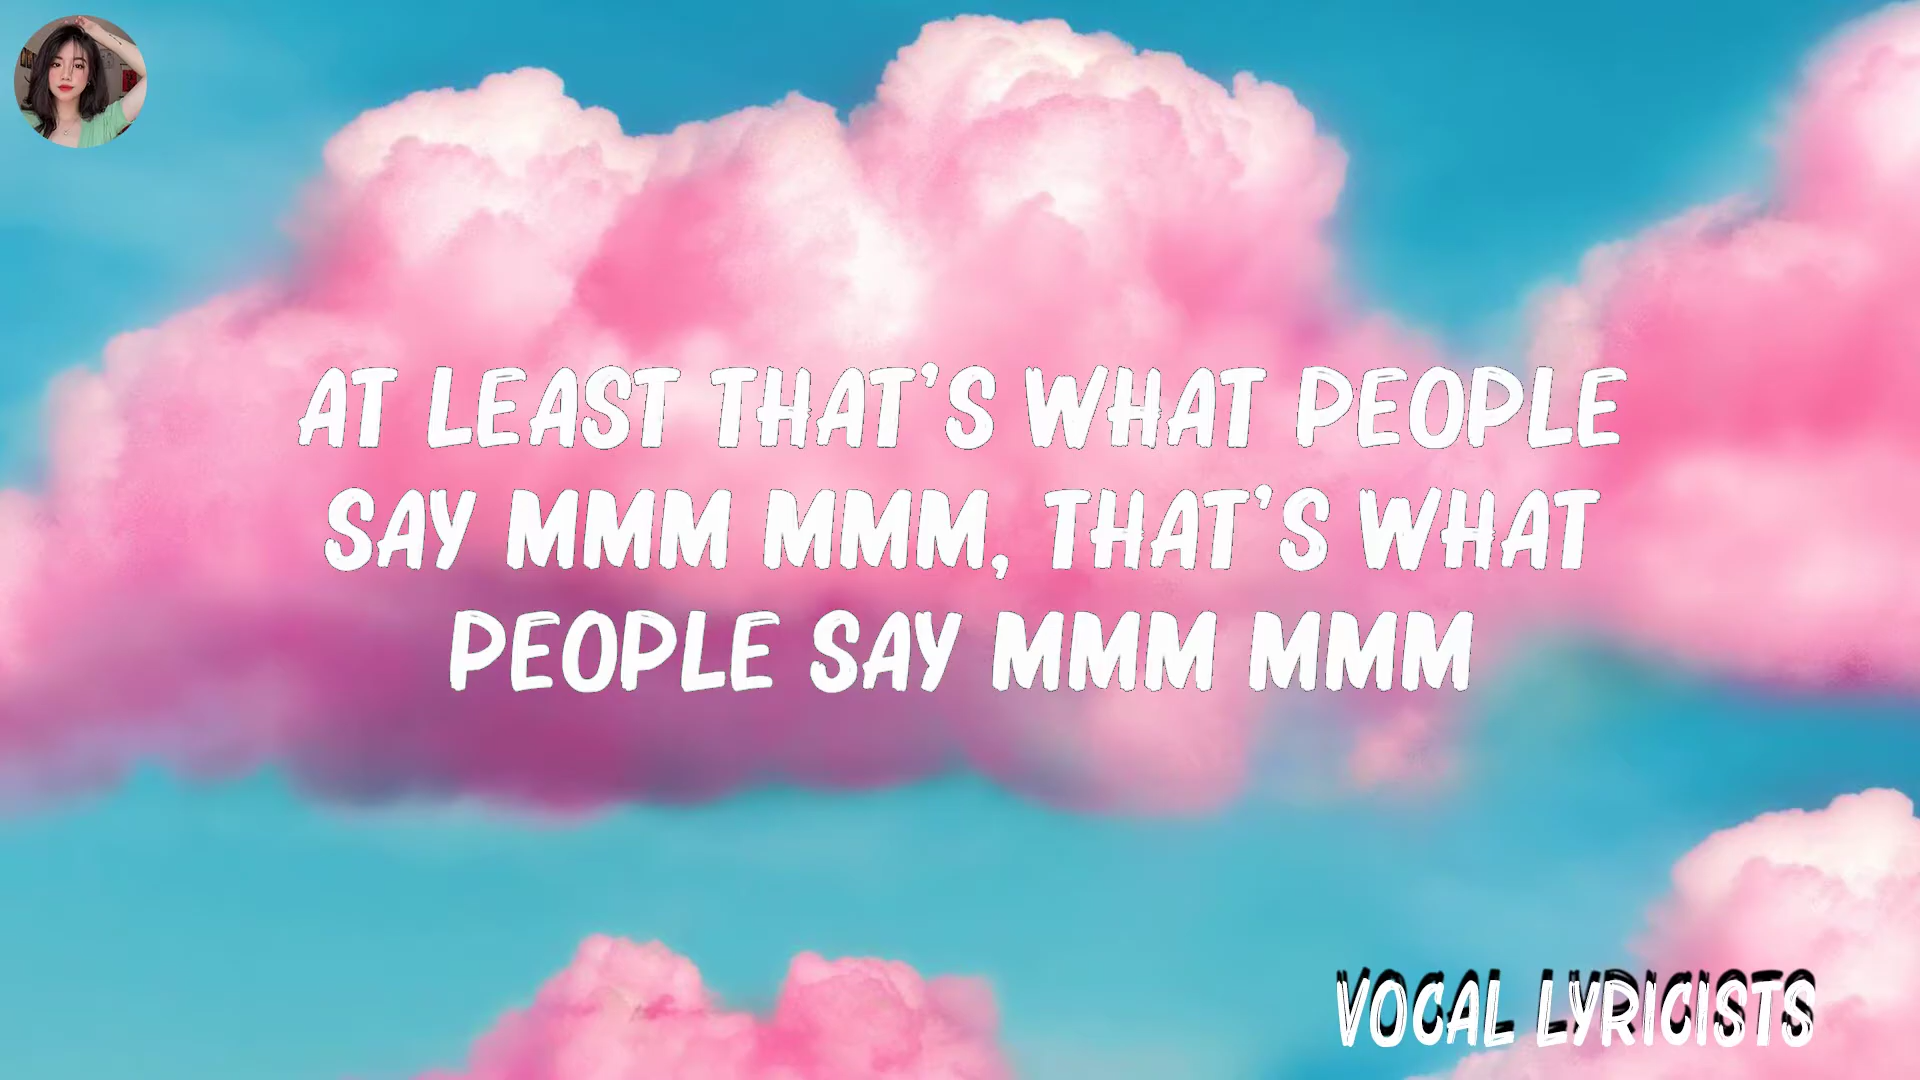 AT LEAST THAT'S WHAT PEOPLE
SAY MMM MMM, THAT'S WHAT
PEOPLE SAY MMM MMM
VOCAL LYRICISTS